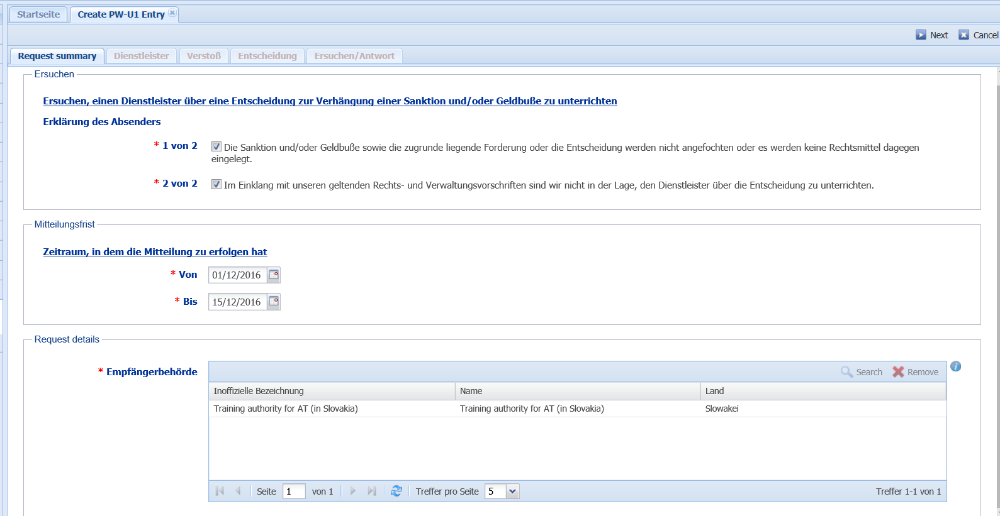 Startseite Create PW-U1 Entry
Next Cancel
Request summary Dienstleister Verstoß Entscheidung Ersuchen/Antwort
Ersuchen
Ersuchen, einen Dienstleister über eine Entscheidung zur Verhängung einer Sanktion und/oder Geldbuße zu unterrichten
Erklärung des Absenders
* 1 von 2 Die Sanktion und/oder Geldbuße sowie die zugrunde liegende Forderung oder die Entscheidung werden nicht angefochten oder es werden keine Rechtsmittel dagegen
eingelegt.
* 2 von 2 Im Einklang mit unseren geltenden Rechts- und Verwaltungsvorschriften sind wir nicht in der Lage, den Dienstleister über die Entscheidung zu unterrichten.
Mitteilungsfrist
Zeitraum, in dem die Mitteilung zu erfolgen hat
* Von 01/12/2016
* Bis 15/12/2016
Request details
* Empfängerbehörde Search Remove
Inoffizielle Bezeichnung Name Land
Training authority for AT (in Slovakia) Training authority for AT (in Slovakia) Slowakei
Seite 1 von 1 Treffer pro Seite 5 Treffer 1-1 von 1